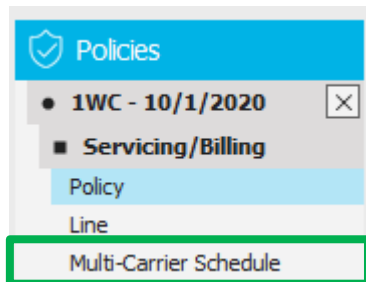 Policies
1WC - 10/1/2020
Servicing/Billing
Policy
Line
Multi-Carrier Schedule